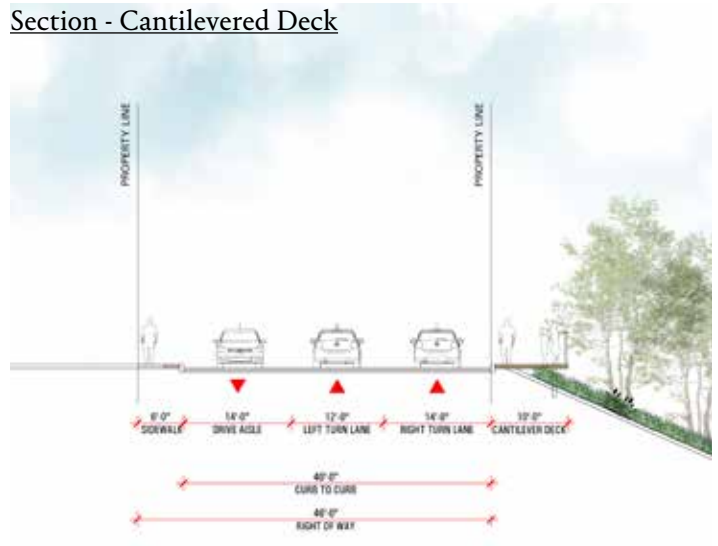 Section - Cantilevered Deck
PROPERTY LINE
PROPERTY LINE
6'-0" 14'-0" 12'-0" 14'-0" 10'-0"
SIDEWALK DRIVE AISLE LEFT TURN LANE RIGHT TURN LANE CANTILEVER DECK
40'-0"
CURB TO CURB
46'-0"
RIGHT OF WAY